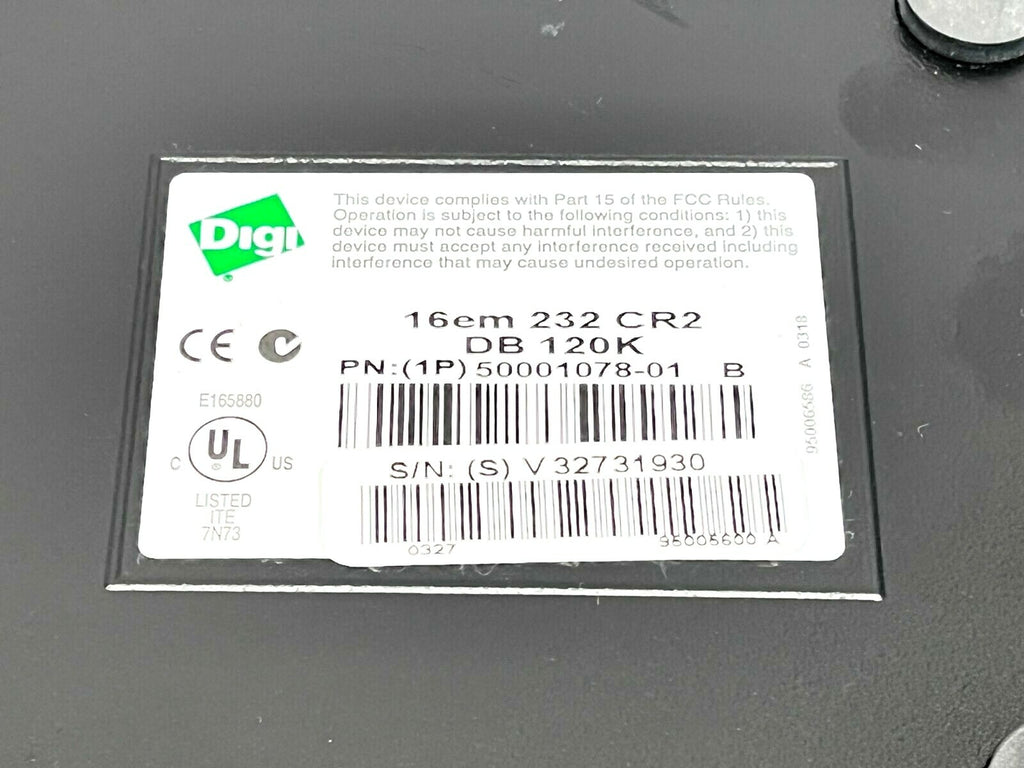 Digi
This device complies with Part 15 of the FCC Rules.
Operation is subject to the following conditions: 1) this
device may not cause harmful interference, and 2) this
device must accept any interference received including
interference that may cause undesired operation.
16em 232 CR2
DB 120K
PN:(1P) 50001078-01 B
S/N: (S) V 32731930
0327 95005600 A
CE
E165880
C UL US
®
LISTED
ITE
7N73
95006586 A 0318